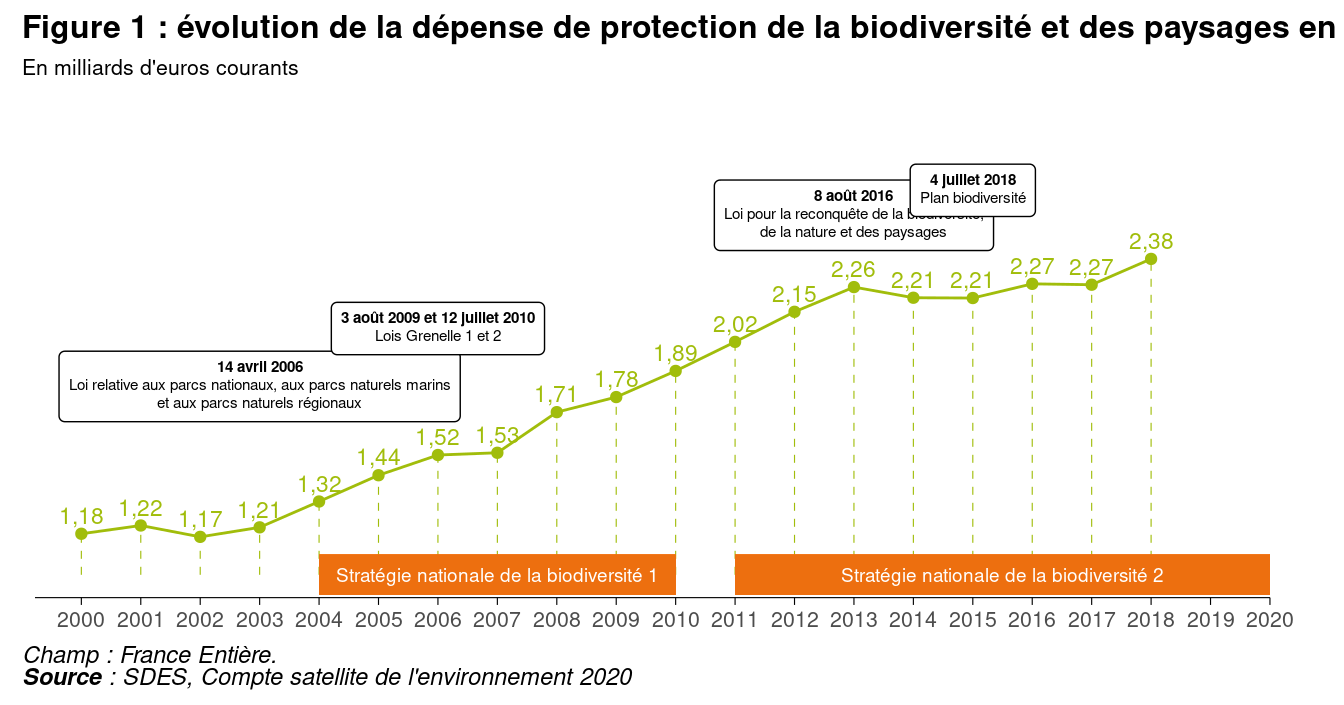 Figure 1 : évolution de la dépense de protection de la biodiversité et des paysages en
En milliards d'euros courants
4 juillet 2018
Plan biodiversité
8 août 2016
Loi pour la reconquête de la biodiversité,
de la nature et des paysages
3 août 2009 et 12 juillet 2010
Lois Grenelle 1 et 2
14 avril 2006
Loi relative aux parcs nationaux, aux parcs naturels marins
et aux parcs naturels régionaux
1,18 1,22 1,17 1,21 1,32 1,44 1,52 1,53 1,71 1,78 1,89 2,02 2,15 2,26 2,21 2,21 2,27 2,27 2,38
Stratégie nationale de la biodiversité 1
Stratégie nationale de la biodiversité 2
2000 2001 2002 2003 2004 2005 2006 2007 2008 2009 2010 2011 2012 2013 2014 2015 2016 2017 2018 2019 2020
Champ : France Entière.
Source : SDES, Compte satellite de l'environnement 2020